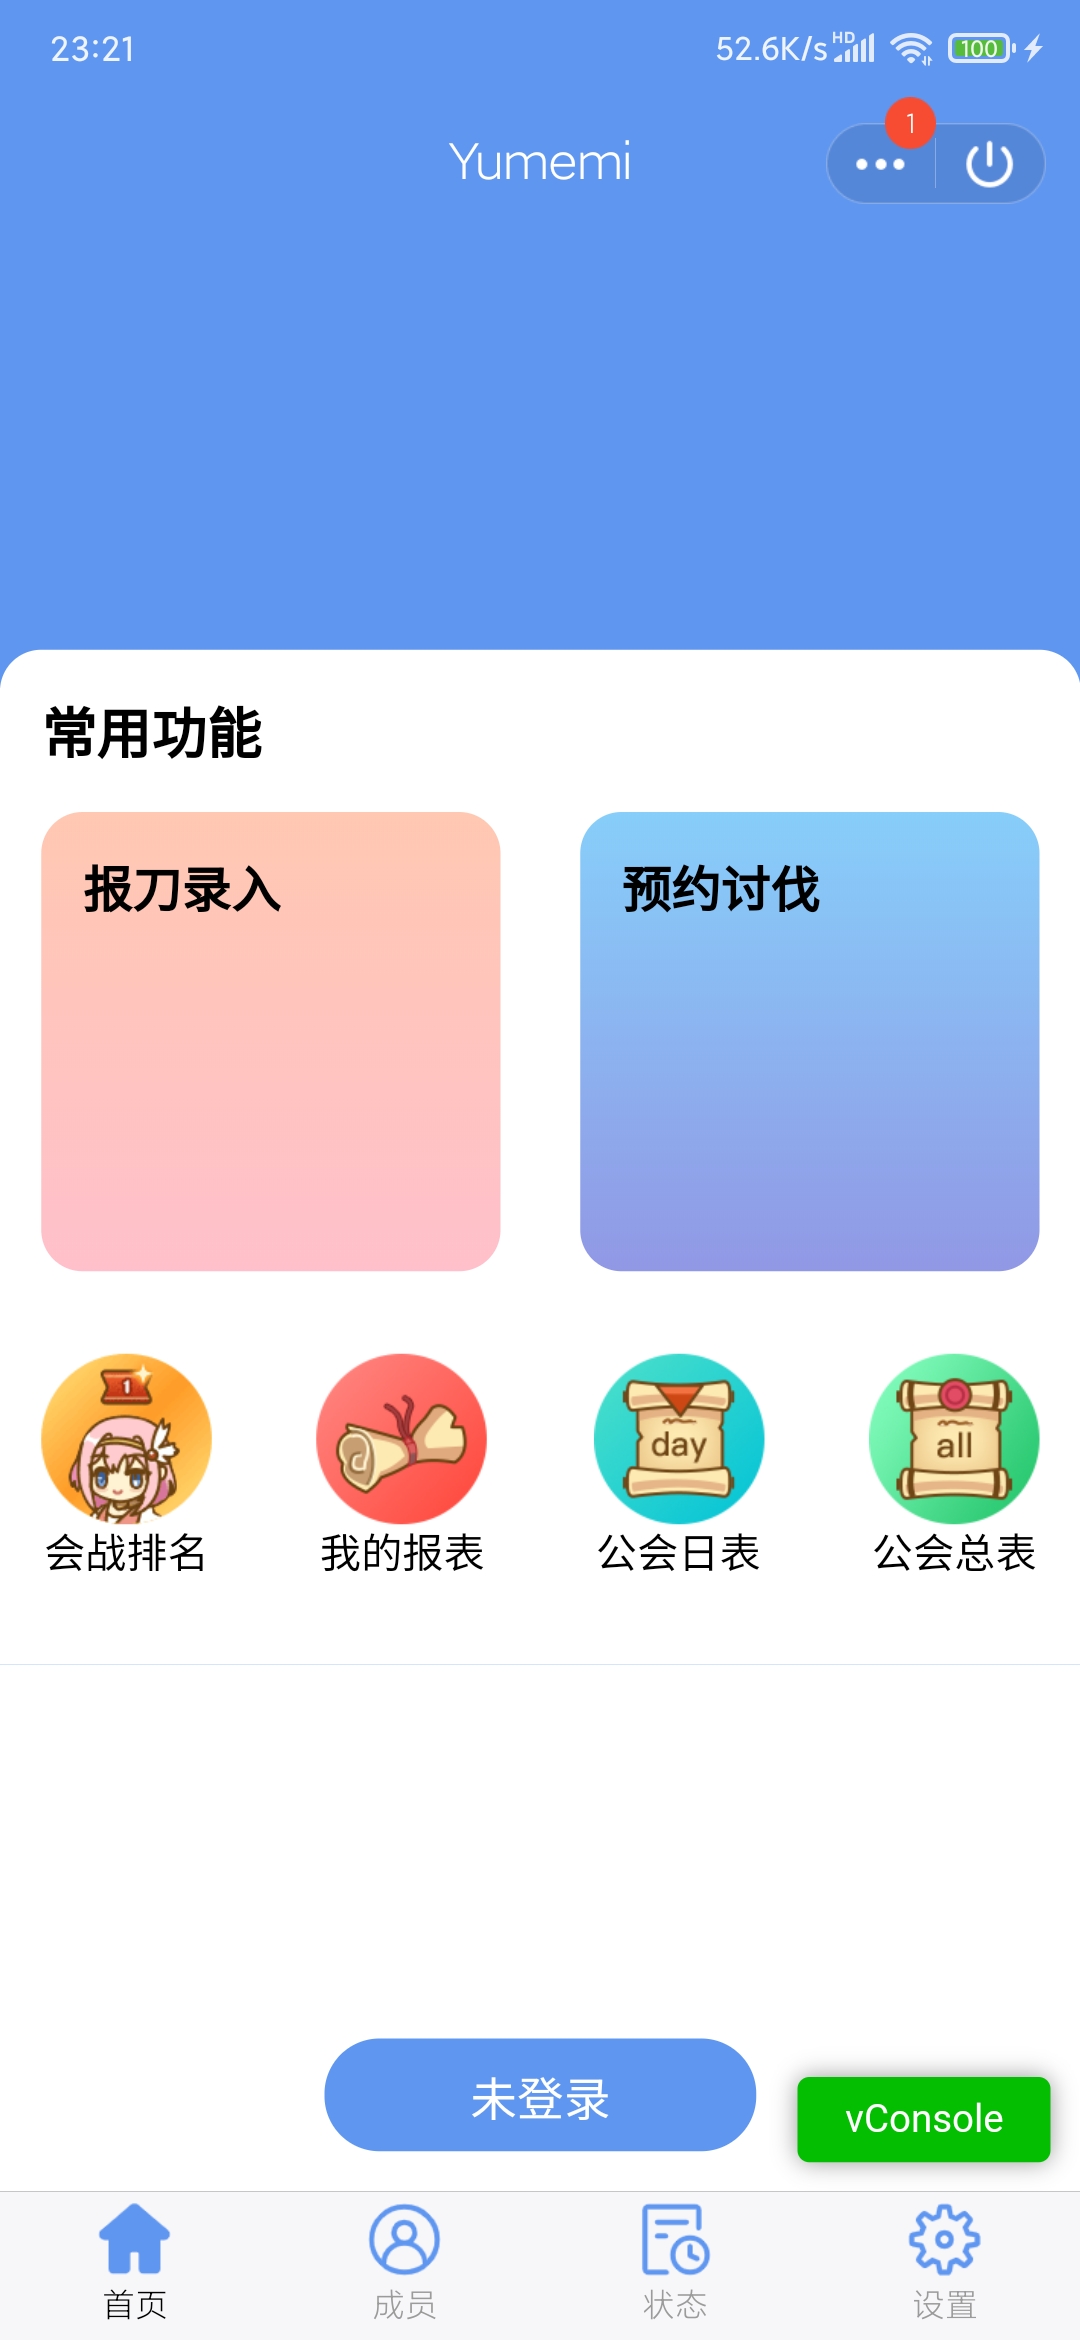 23:21
52.6K/s HD 100
1
Yumemi
常用功能
报刀录入
预约讨伐
1
day
all
会战排名
我的报表
公会日表
公会总表
未登录
vConsole
首页
成员
状态
设置